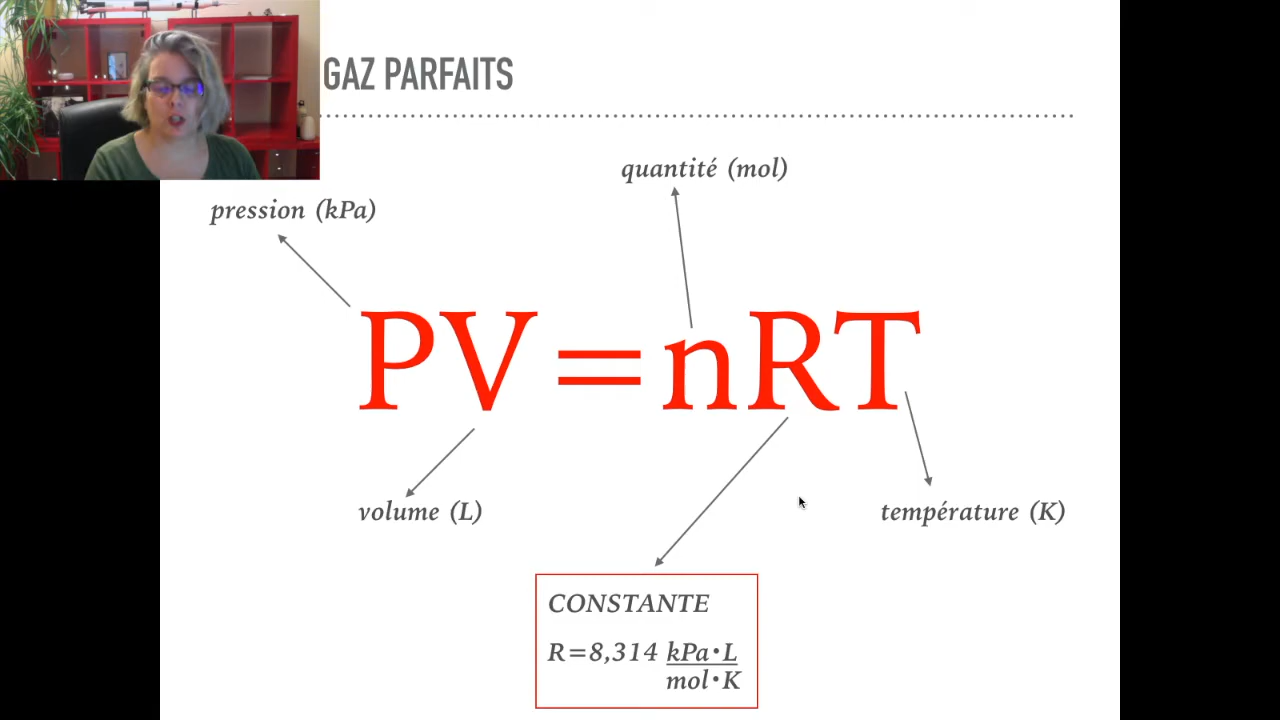 GAZ PARFAITS
quantité (mol)
pression (kPa)
PV=nRT
volume (L)
température (K)
CONSTANTE
R=8,314 kPa•L
mol•K